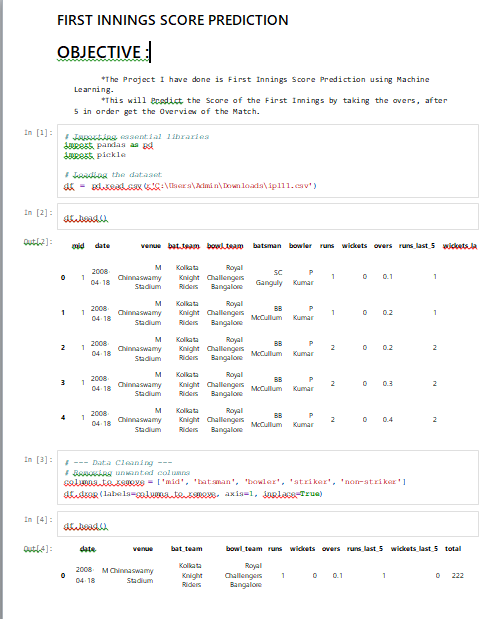 FIRST INNINGS SCORE PREDICTION
OBJECTIVE :
*The Project I have done is First Innings Score Prediction using Machine
Learning.
*This will Predict the Score of the First Innings by taking the overs, after
5 in order get the Overview of the Match.
In [1]:
# Importing essential libraries
import pandas as pd
import pickle
# Loading the dataset
df = pd.read_csv(r'C:\Users\Admin\Downloads\ipl11.csv')
In [2]:
df.head()
Out[2]:
mid date venue bat_team bowl_team batsman bowler runs wickets overs runs_last_5 wickets_la
0 1 2008-04-18 M Chinnaswamy Stadium Kolkata Knight Riders Royal Challengers Bangalore SC Ganguly P Kumar 1 0 0.1 1
1 1 2008-04-18 M Chinnaswamy Stadium Kolkata Knight Riders Royal Challengers Bangalore BB McCullum P Kumar 1 0 0.2 1
2 1 2008-04-18 M Chinnaswamy Stadium Kolkata Knight Riders Royal Challengers Bangalore BB McCullum P Kumar 2 0 0.2 2
3 1 2008-04-18 M Chinnaswamy Stadium Kolkata Knight Riders Royal Challengers Bangalore BB McCullum P Kumar 2 0 0.3 2
4 1 2008-04-18 M Chinnaswamy Stadium Kolkata Knight Riders Royal Challengers Bangalore BB McCullum P Kumar 2 0 0.4 2
In [3]:
# --- Data Cleaning ---
# Removing unwanted columns
columns_to_remove = ['mid', 'batsman', 'bowler', 'striker', 'non-striker']
df.drop(labels=columns_to_remove, axis=1, inplace=True)
In [4]:
df.head()
Out[4]:
date venue bat_team bowl_team runs wickets overs runs_last_5 wickets_last_5 total
0 2008-04-18 M Chinnaswamy Stadium Kolkata Knight Riders Royal Challengers Bangalore 1 0 0.1 1 0 222